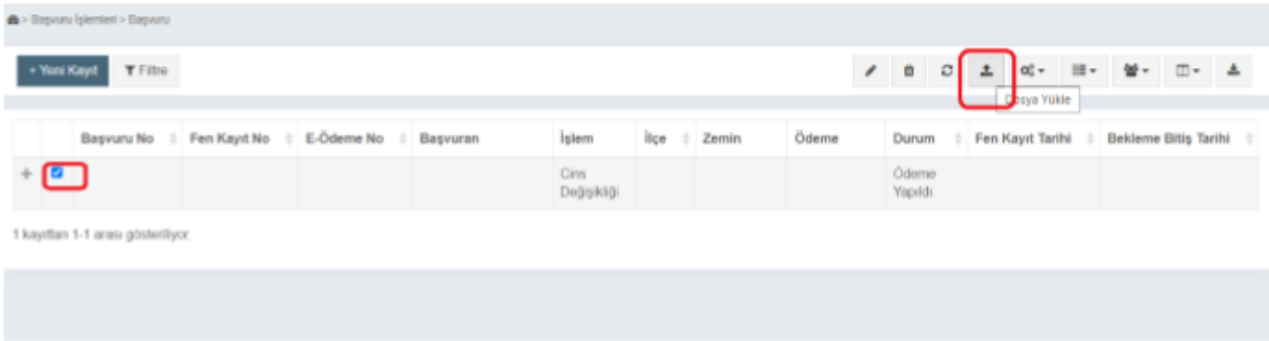 > Başvuru İşlemleri > Başvuru
+ Yeni Kayıt Filtre
Dosya Yükle
Başvuru No Fen Kayıt No E-Ödeme No Başvuran İşlem İlçe Zemin Ödeme Durum Fen Kayıt Tarihi Bekleme Bitiş Tarihi
Cins Ödeme
Değişikliği Yapıldı
1 kayıttan 1-1 arası gösteriliyor.